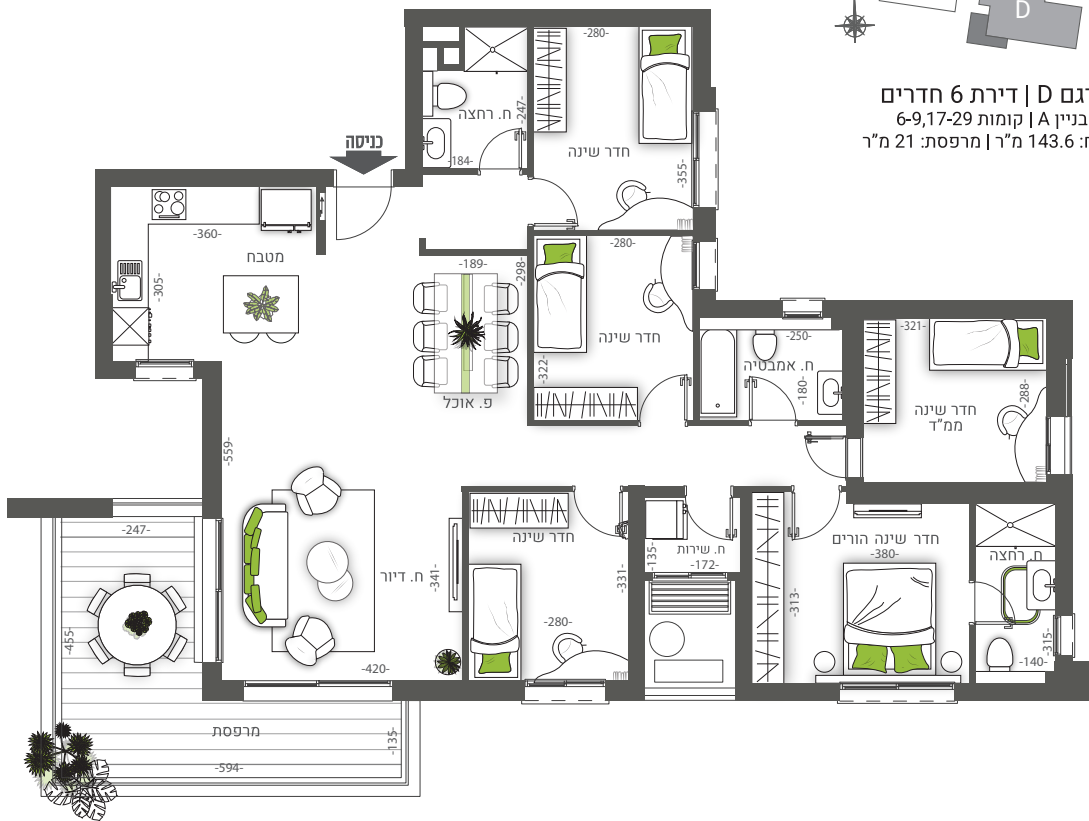 D
דגם D | דירת 6 חדרים
בניין A | קומות 6-9,17-29
143.6 מ"ר | מרפסת: 21 מ"ר
כניסה
-280-
ח. רחצה
-247-
-184-
חדר שינה
-355-
-360-
מטבח
-305-
-189-
-298-
-280-
חדר שינה
-322-
פ. אוכל
-250-
ח. אמבטיה
-180-
-321-
-288-
חדר שינה
ממ"ד
-559-
-247-
-455-
ח. דיור
-341-
-420-
חדר שינה
-331-
-280-
-135-
ח. שירות
-172-
חדר שינה הורים
-380-
-313-
ח. רחצה
-315-
-140-
מרפסת
-135-
-594-